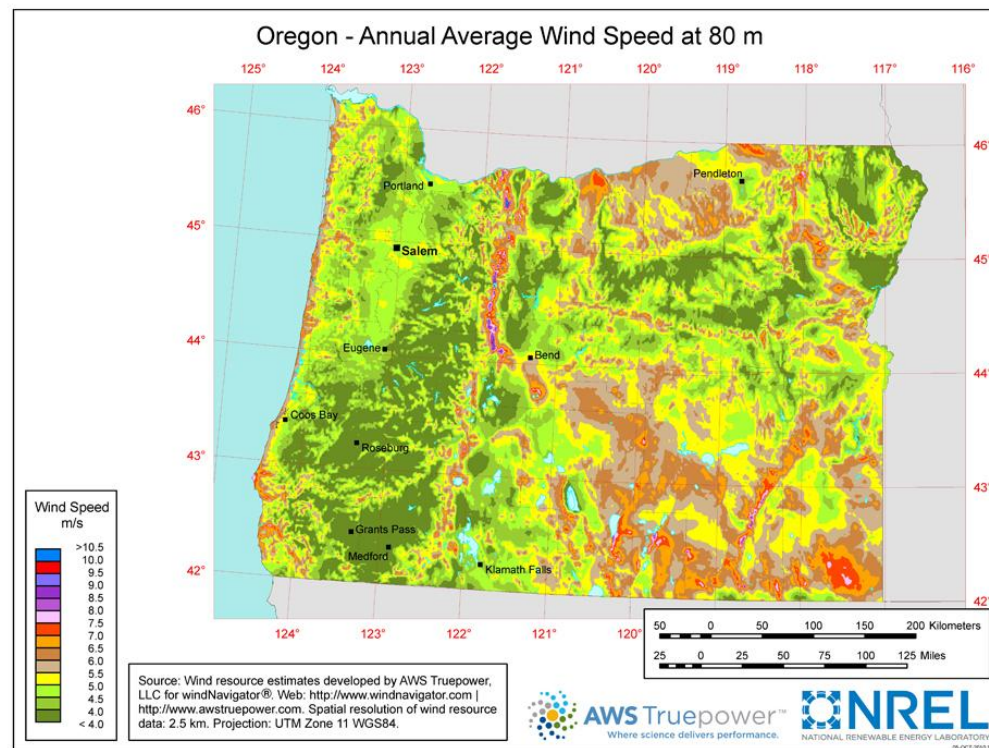 Oregon - Annual Average Wind Speed at 80 m
125° 124° 123° 122° 121° 120° 119° 118° 117° 116°
46° 46°
Pendleton
Portland
45° Salem 45°
44° Eugene Bend 44°
Coos Bay
Roseburg
43° 43°
Grants Pass
Medford
Klamath Falls
42° 42°
124° 123° 122° 121° 120°
Wind Speed
m/s
>10.5
10.0
9.5
9.0
8.5
8.0
7.5
7.0
6.5
6.0
5.5
5.0
4.5
4.0
< 4.0
50 0 50 100 150 200 Kilometers
25 0 25 50 75 100 125 Miles
Source: Wind resource estimates developed by AWS Truepower,
LLC for windNavigator®. Web: http://www.windnavigator.com |
http://www.awstruepower.com. Spatial resolution of wind resource
data: 2.5 km. Projection: UTM Zone 11 WGS84.
AWS Truepower™
Where science delivers performance.
NREL
NATIONAL RENEWABLE ENERGY LABORATORY